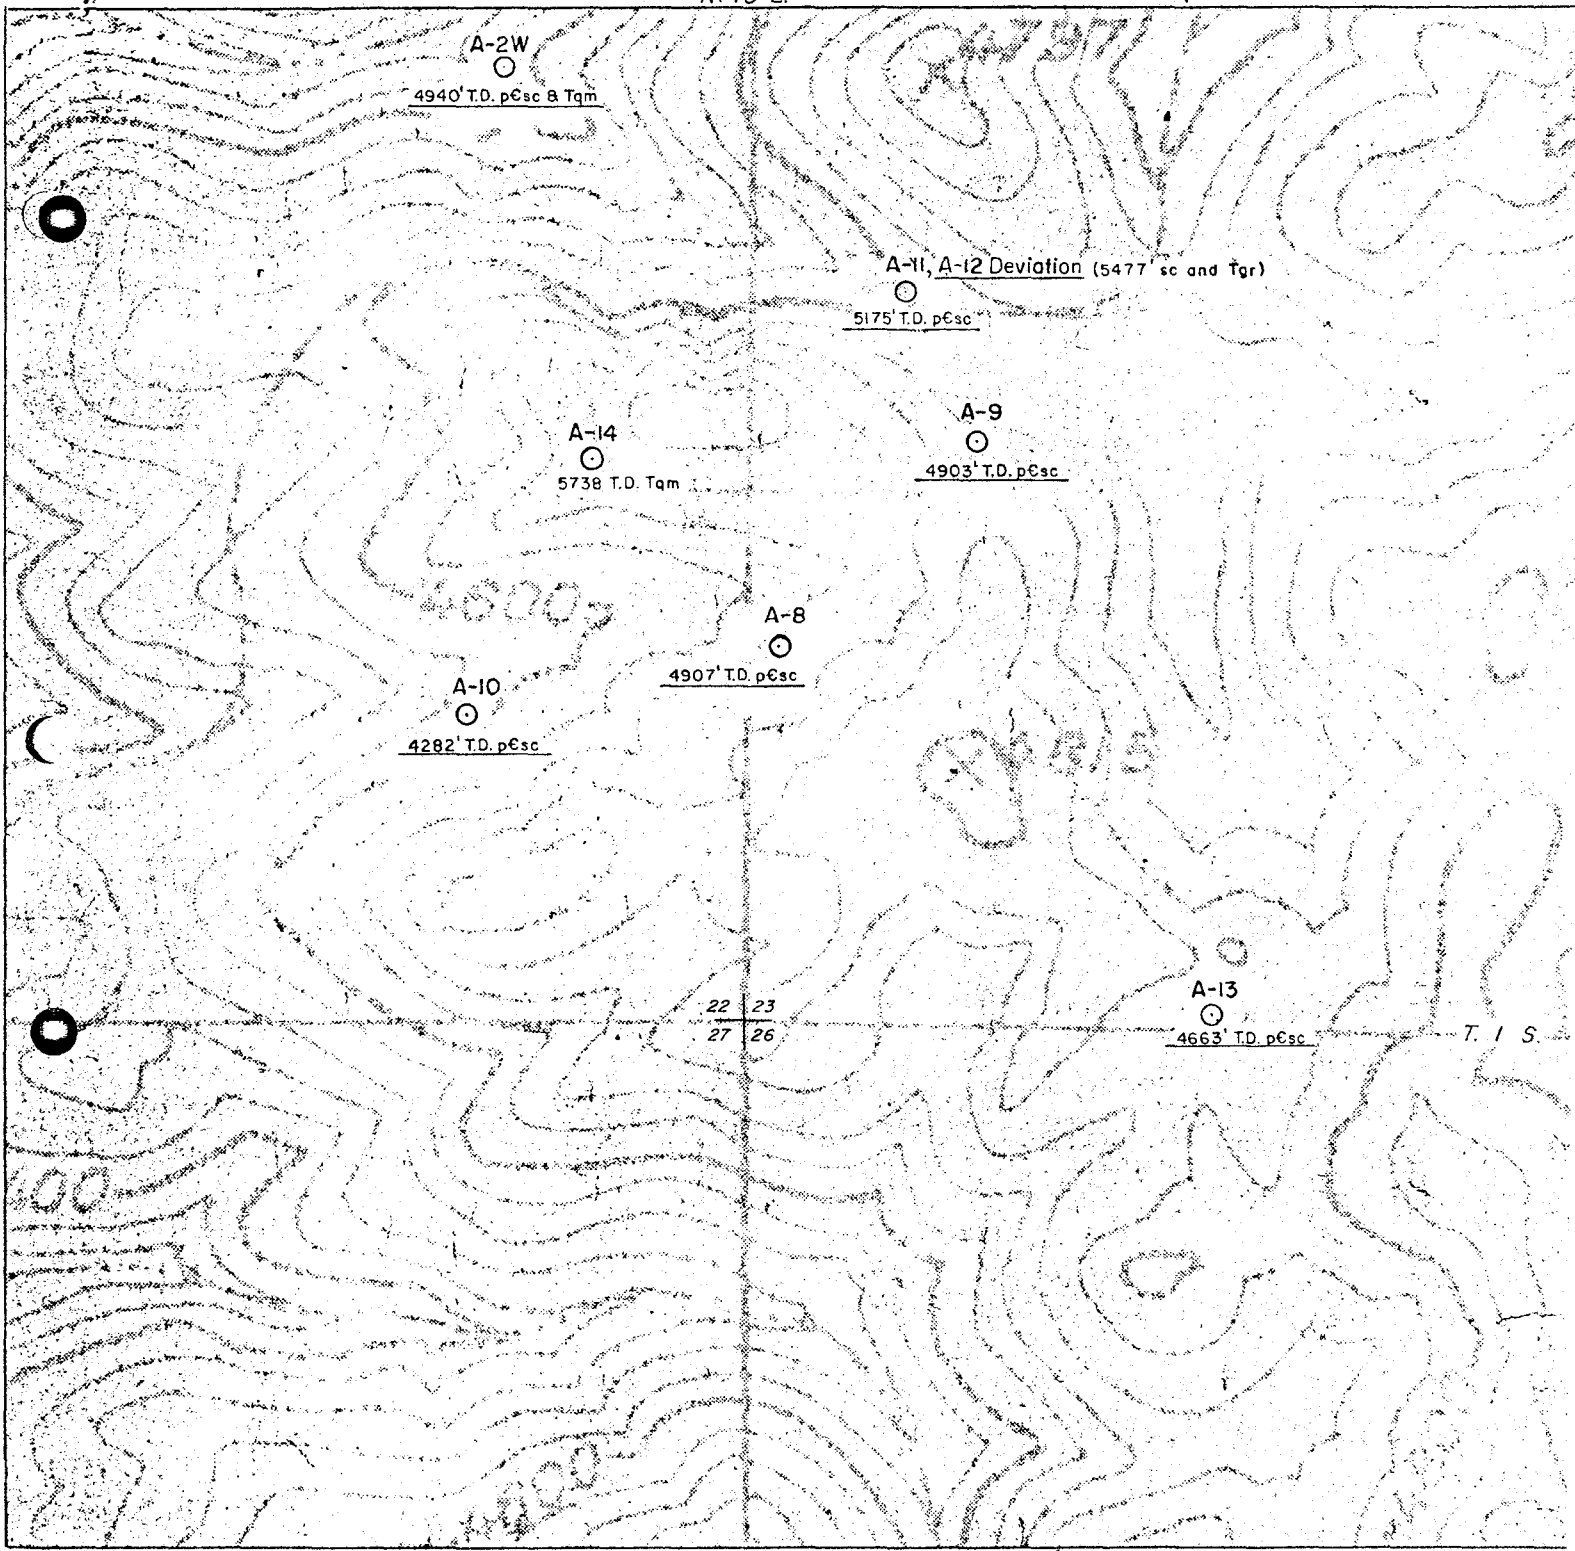 A-2W
4940' T.D. p€sc & Tqm
A-11, A-12 Deviation (5477' sc and Tgr)
5175' T.D. p€sc
A-9
4903' T.D. p€sc
A-14
5738 T.D. Tqm
4600
A-8
4907' T.D. p€sc
A-10
4282' T.D. p€sc
22 23
27 26
A-13
4663' T.D. p€sc
T. 1 S.